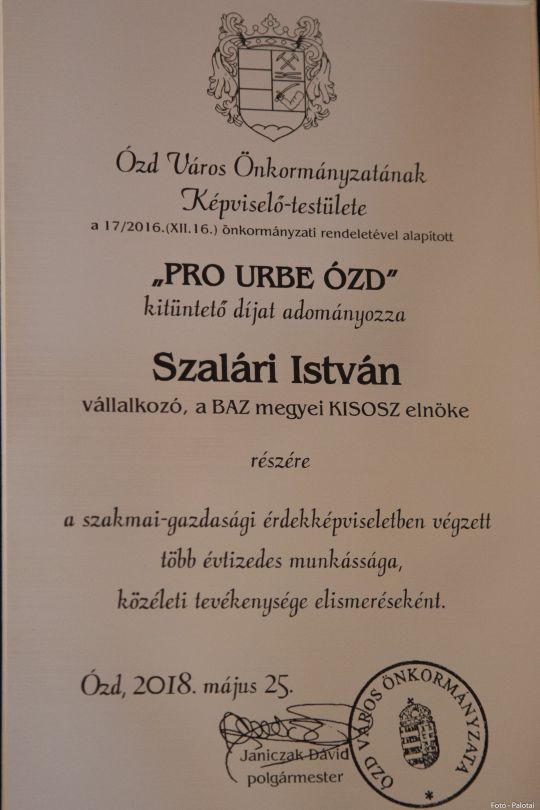 Ózd Város Önkormányzatának
Képviselő-testülete
a 17/2016.(XII.16.) önkormányzati rendeletével alapított
„PRO URBE ÓZD”
kitüntető díjat adományozza
Szalári István
vállalkozó, a BAZ megyei KISOSZ elnöke
részére
a szakmai-gazdasági érdekképviseletben végzett
több évtizedes munkássága,
közéleti tevékenysége elismeréseként.
Ózd, 2018. május 25.
Janiczak Dávid
polgármester
ÓZD VÁROS ÖNKORMÁNYZATA
*
Fotó - Palotai